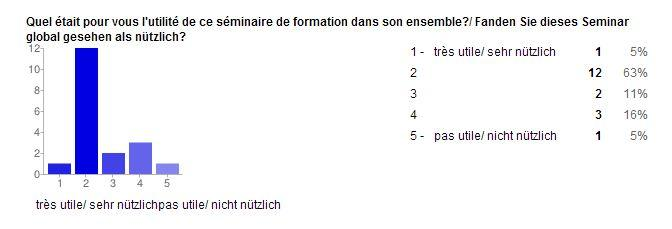 Quel était pour vous l'utilité de ce séminaire de formation dans son ensemble?/ Fanden Sie dieses Seminar
global gesehen als nützlich?
12
10
8
6
4
2
0
1 2 3 4 5
très utile/ sehr nützlichpas utile/ nicht nützlich
1 - très utile/ sehr nützlich 1 5%
2 12 63%
3 2 11%
4 3 16%
5 - pas utile/ nicht nützlich 1 5%